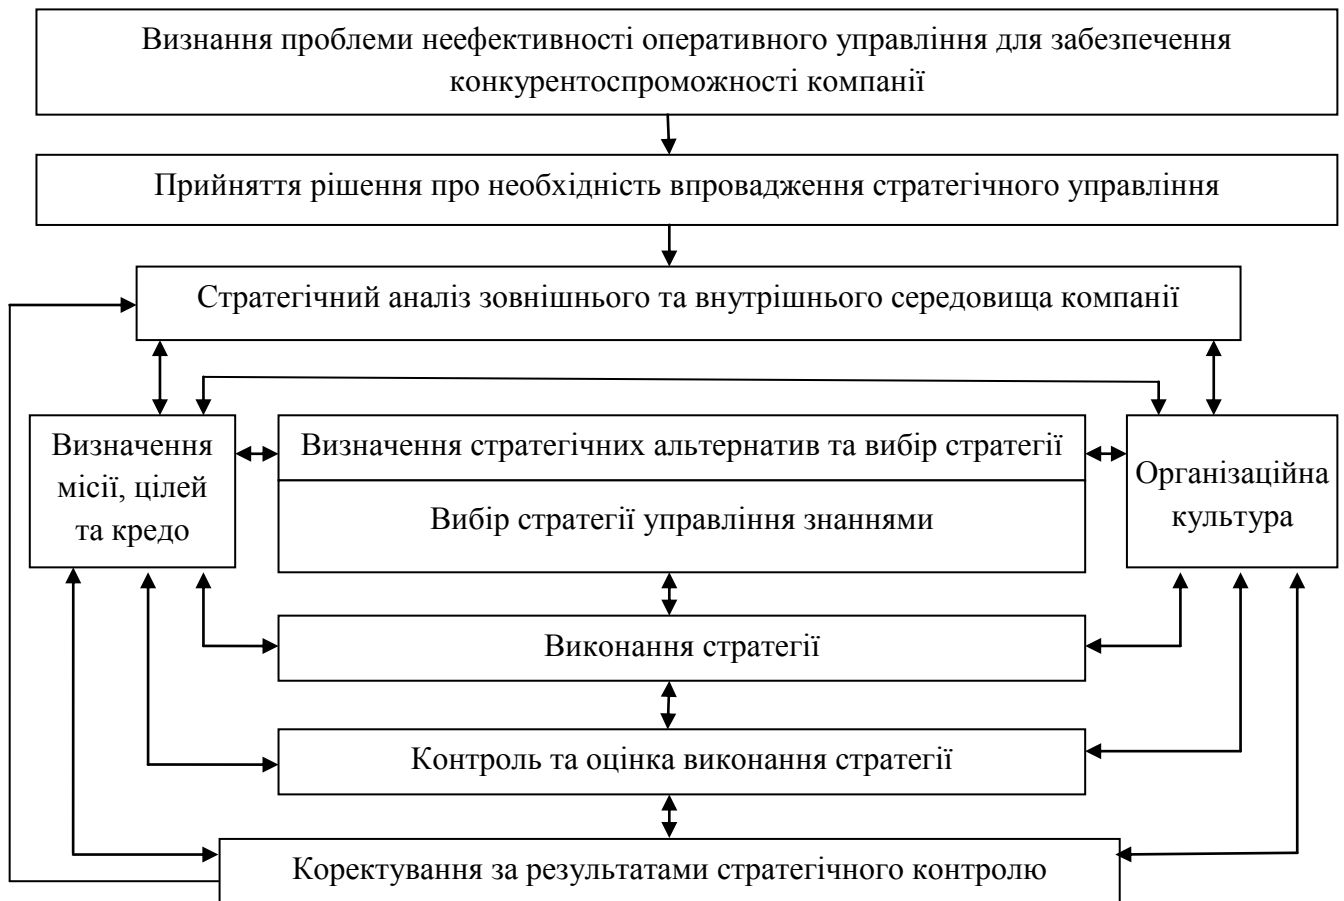 Визнання проблеми неефективності оперативного управління для забезпечення
конкурентоспроможності компанії
Прийняття рішення про необхідність впровадження стратегічного управління
Стратегічний аналіз зовнішнього та внутрішнього середовища компанії
Визначення
місії, цілей
та кредо
Визначення стратегічних альтернатив та вибір стратегії
Вибір стратегії управління знаннями
Організаційна
культура
Виконання стратегії
Контроль та оцінка виконання стратегії
Коректування за результатами стратегічного контролю